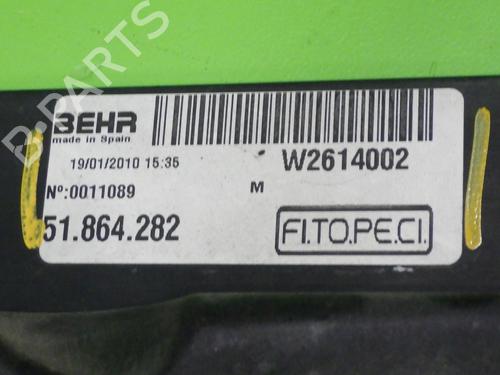 BEHR
made in Spain
19/01/2010 15:35
W2614002
Nº:0011089
M
51.864.282
FI.TO.PE.CI.
B-PARTS